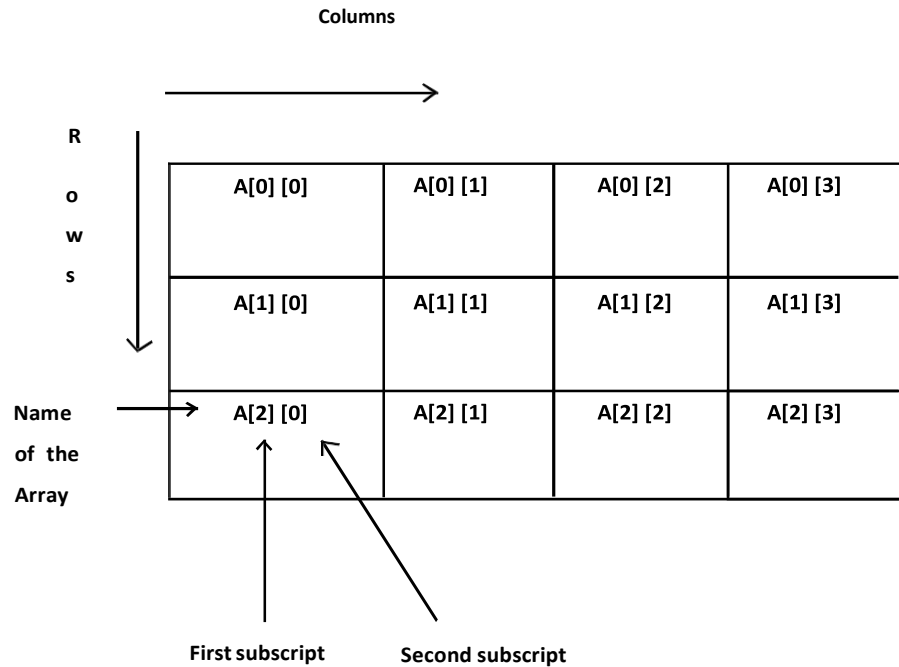 Columns
R
o
w
s
A[0] [0] A[0] [1] A[0] [2] A[0] [3]
A[1] [0] A[1] [1] A[1] [2] A[1] [3]
Name
of the
Array
A[2] [0] A[2] [1] A[2] [2] A[2] [3]
First subscript Second subscript